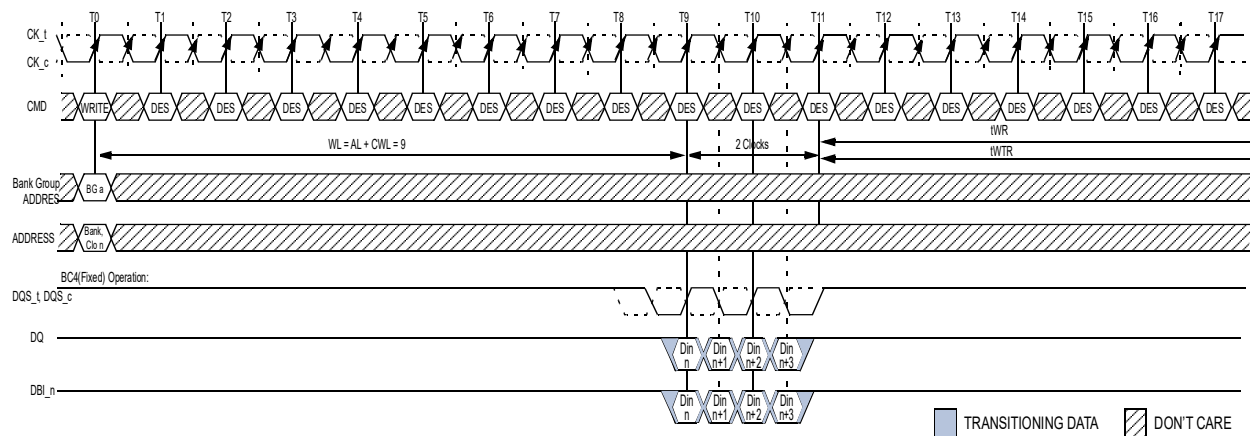 T0 T1 T2 T3 T4 T5 T6 T7 T8 T9 T10 T11 T12 T13 T14 T15 T16 T17
CK_t
CK_c
CMD WRITE DES DES DES DES DES DES DES DES DES DES DES DES DES DES DES DES DES
WL = AL + CWL = 9 2 Clocks tWR
tWTR
Bank Group
ADDRES BG a
ADDRESS Bank,
Clo n
BC4(Fixed) Operation:
DQS_t, DQS_c
DQ Din Din Din Din
n n+1 n+2 n+3
DBI_n Din Din Din Din
n n+1 n+2 n+3
TRANSITIONING DATA DON'T CARE